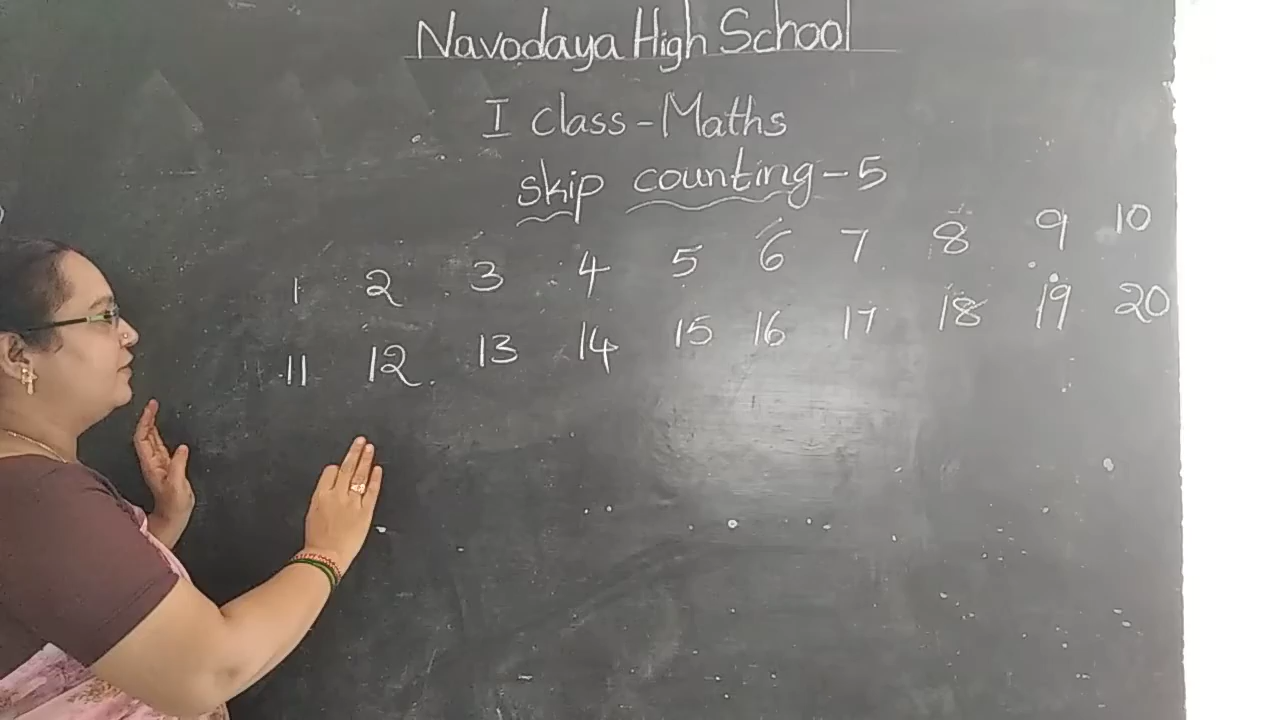 Navodaya High School
I class - Maths
skip counting - 5
1 2 3 4 5 6 7 8 9 10
11 12 13 14 15 16 17 18 19 20